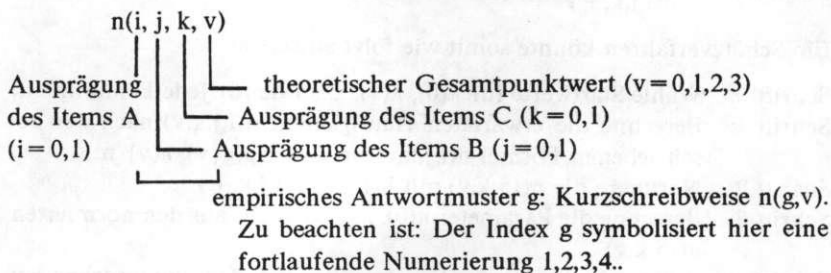 n(i, j, k, v)
Ausprägung
des Items A
(i=0,1)
theoretischer Gesamtpunktwert (v=0,1,2,3)
Ausprägung des Items C (k=0,1)
Ausprägung des Items B (j=0,1)
empirisches Antwortmuster g: Kurzschreibweise n(g,v).
Zu beachten ist: Der Index g symbolisiert hier eine
fortlaufende Numerierung 1,2,3,4..